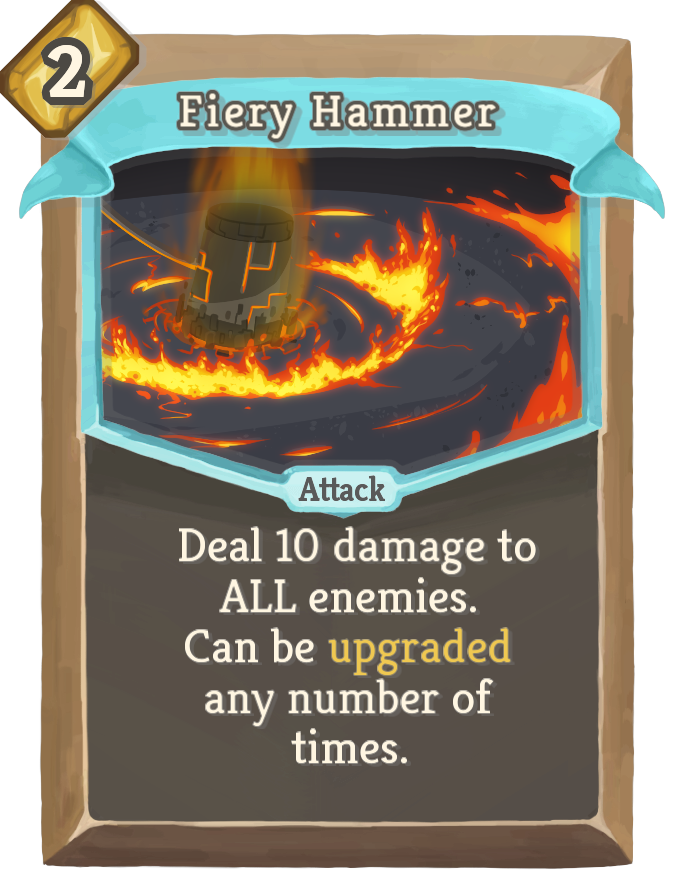 2
Fiery Hammer
Attack
Deal 10 damage to
ALL enemies.
Can be upgraded
any number of
times.